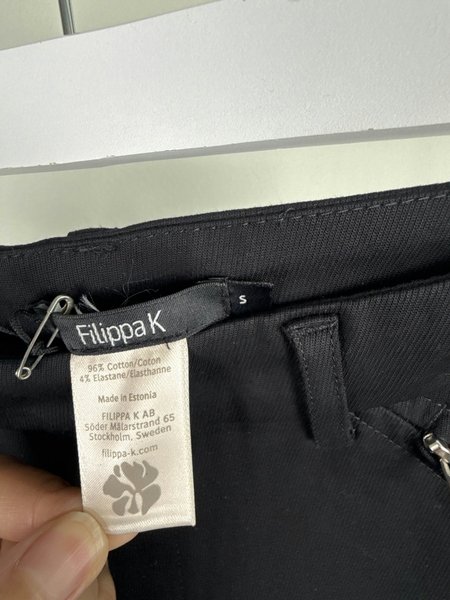 Filippa K
S
96% Cotton/Coton
4% Elastane/Elasthanne
Made in Estonia
FILIPPA K AB
Söder Mälarstrand 65
Stockholm, Sweden
filippa-k.com